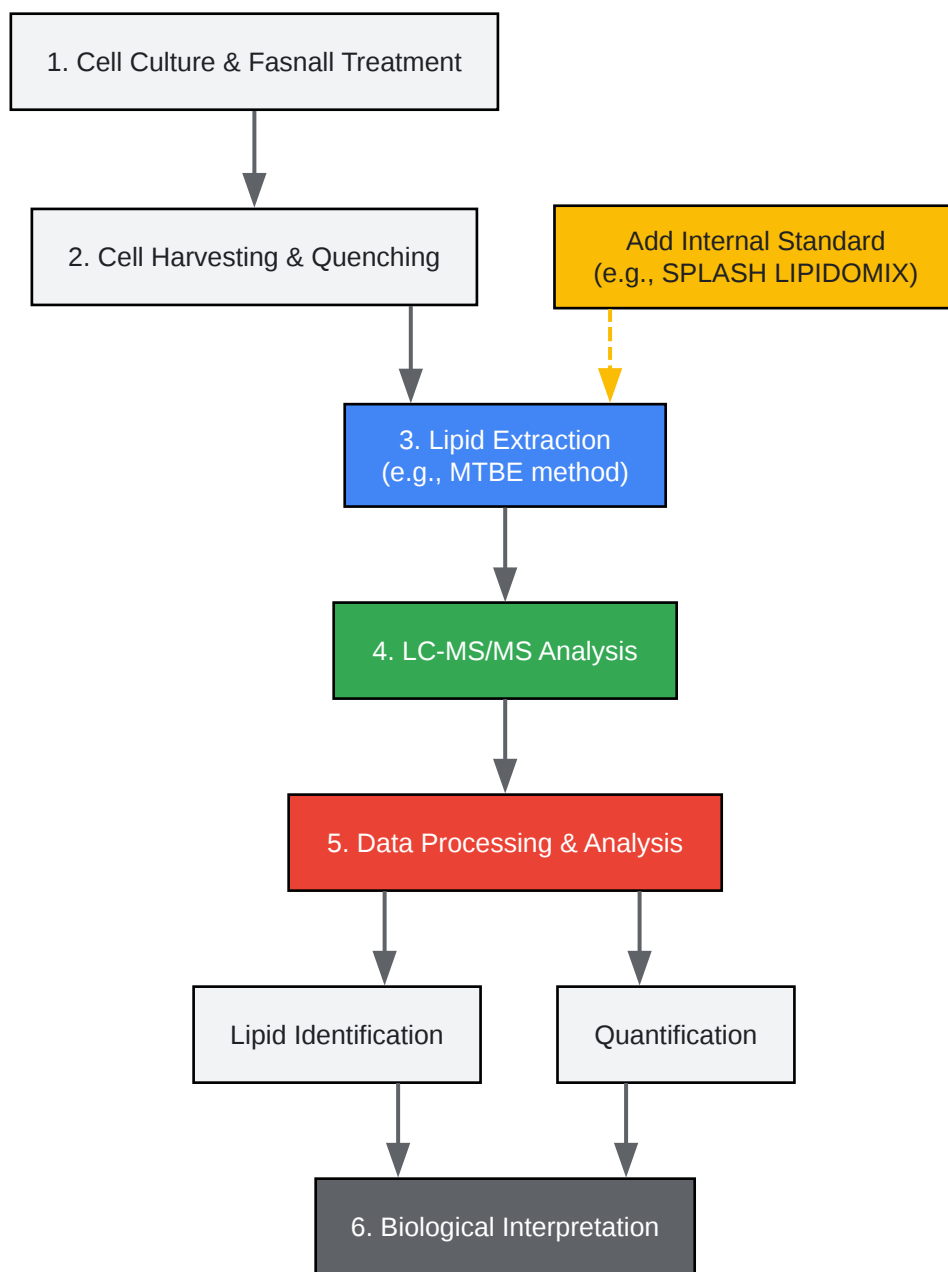 1. Cell Culture & Fasnall Treatment
2. Cell Harvesting & Quenching
Add Internal Standard
(e.g., SPLASH LIPIDOMIX)
3. Lipid Extraction
(e.g., MTBE method)
4. LC-MS/MS Analysis
5. Data Processing & Analysis
Lipid Identification
Quantification
6. Biological Interpretation